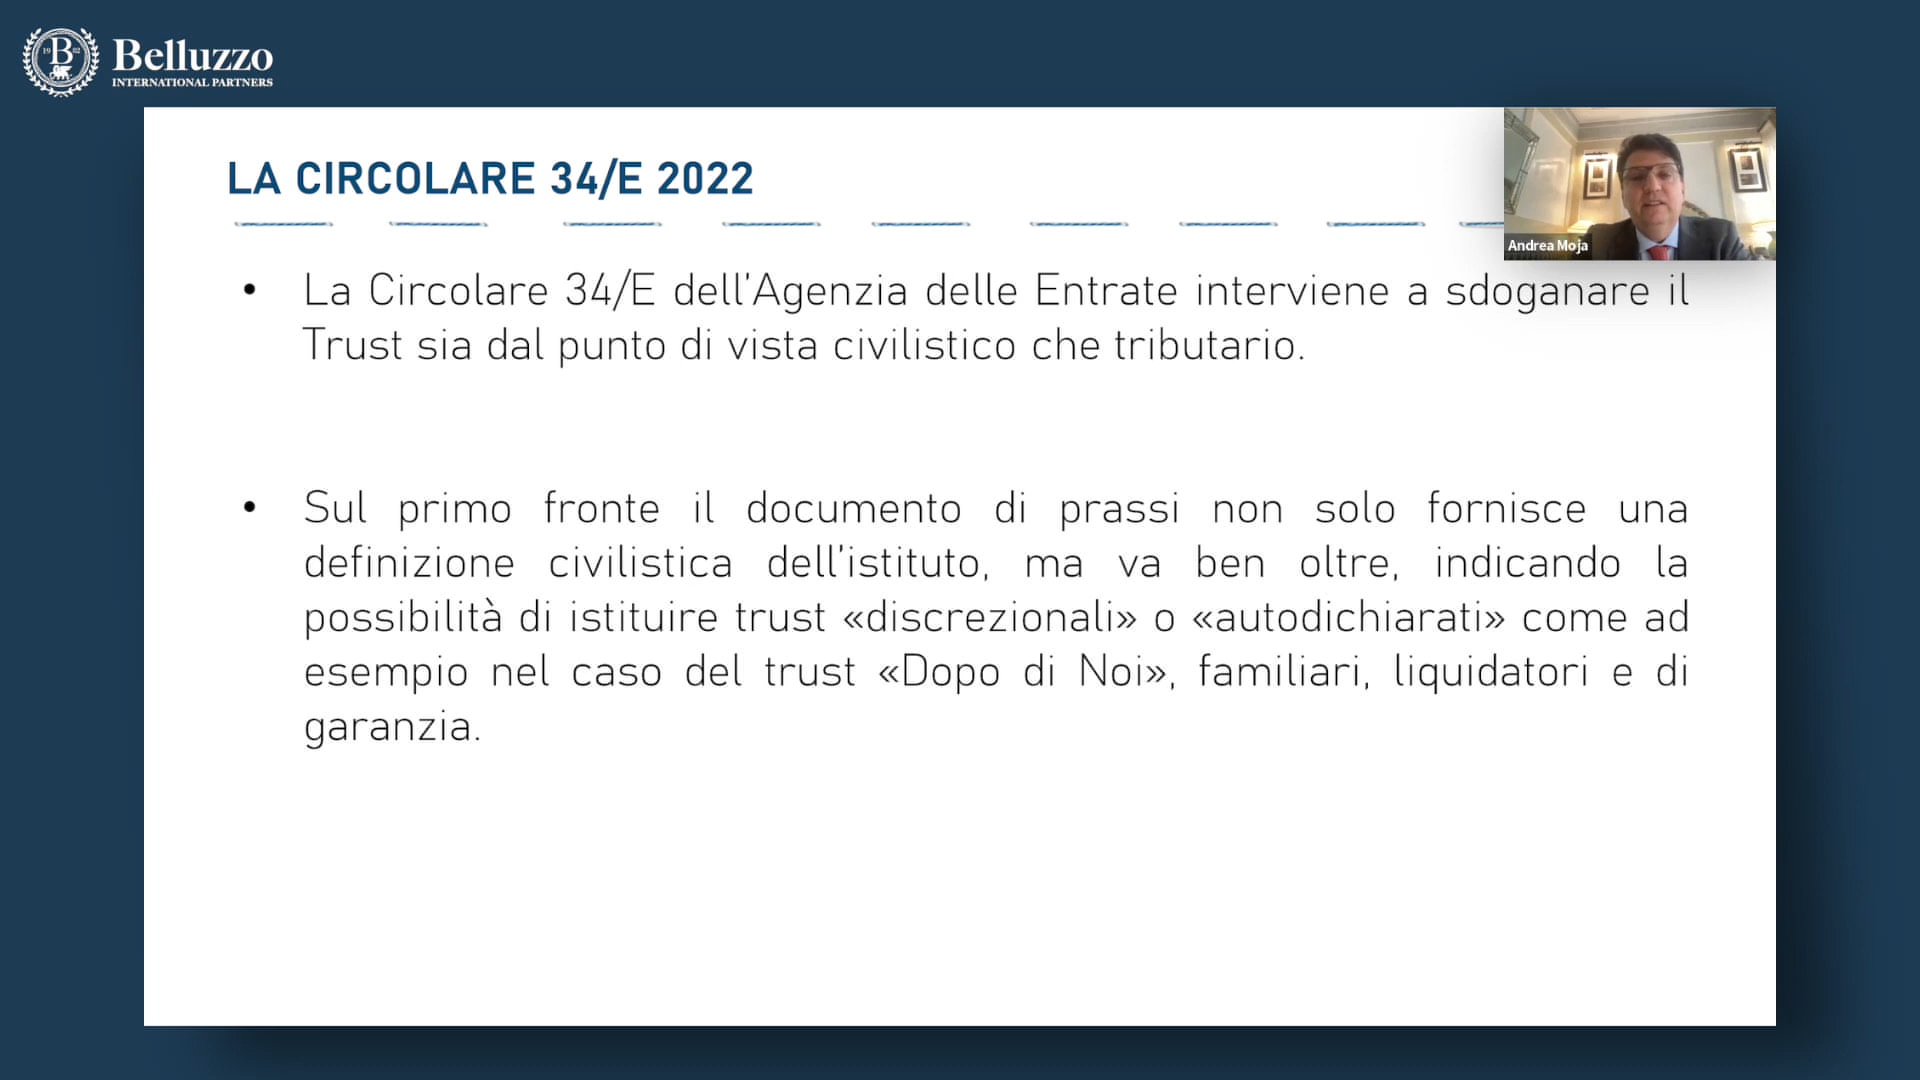 19 B 02
Belluzzo
INTERNATIONAL PARTNERS
LA CIRCOLARE 34/E 2022
Andrea Moja
• La Circolare 34/E dell'Agenzia delle Entrate interviene a sdoganare il
Trust sia dal punto di vista civilistico che tributario.
• Sul primo fronte il documento di prassi non solo fornisce una
definizione civilistica dell'istituto, ma va ben oltre, indicando la
possibilità di istituire trust «discrezionali» o «autodichiarati» come ad
esempio nel caso del trust «Dopo di Noi», familiari, liquidatori e di
garanzia.